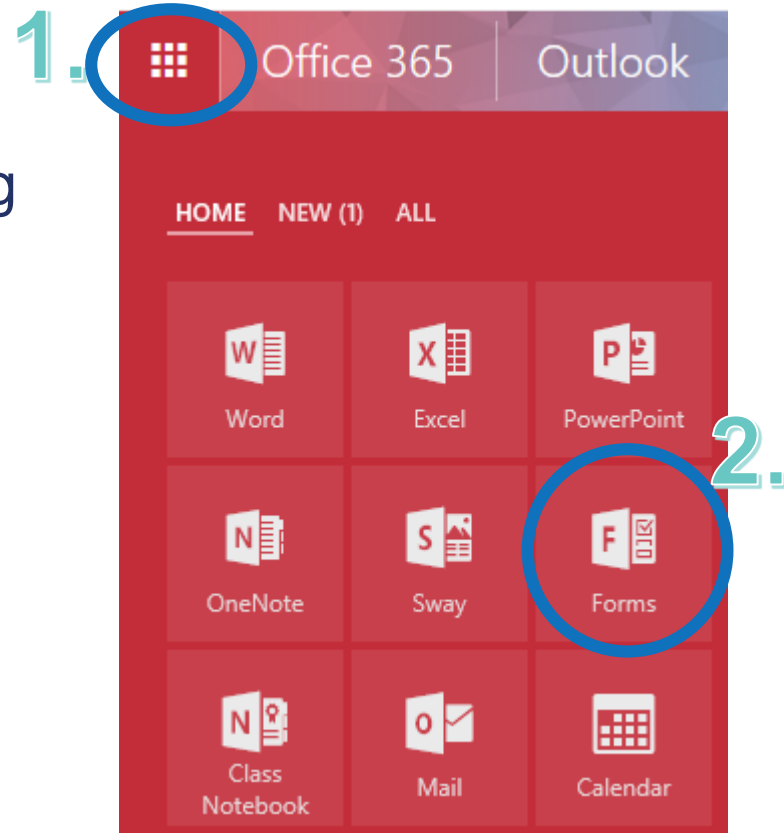 1.
Office 365 Outlook
g
HOME NEW (1) ALL
W X P
Word Excel PowerPoint
2.
N S F
OneNote Sway Forms
N O
Class
Notebook Mail Calendar